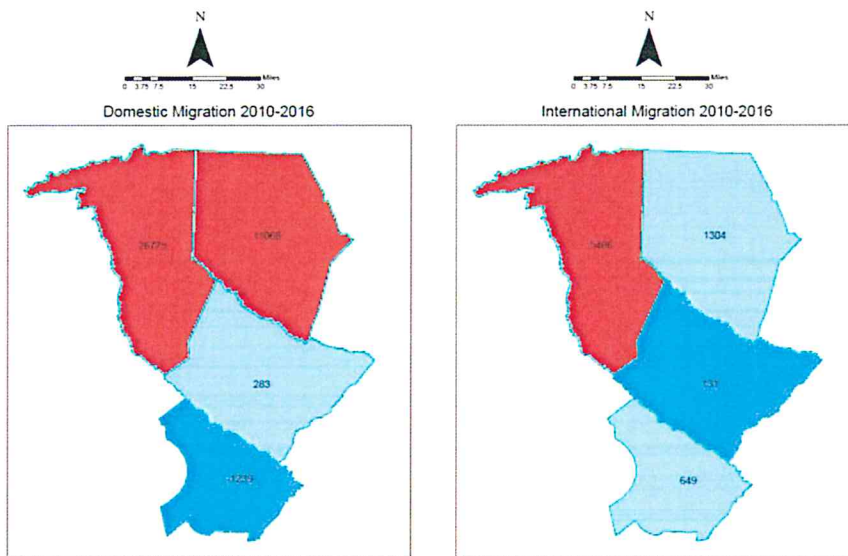 N
Miles
0 3.75 7.5 15 22.5 30
Domestic Migration 2010-2016
283
N
Miles
0 3.75 7.5 15 22.5 30
International Migration 2010-2016
1304
649